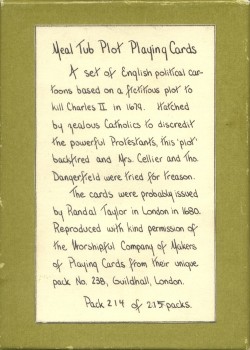 Meal Tub Plot Playing Cards
A set of English political car-
toons based on a fictitious plot to
kill Charles II in 1679. Hatched
by zealous Catholics to discredit
the powerful Protestants, this 'plot'
backfired and Mrs. Cellier and Tho.
Dangerfield were tried for treason.
The cards were probably issued
by Randal Taylor in London in 1680.
Reproduced with kind permission of
the Worshipful Company of Makers
of Playing Cards from their unique
pack No. 238, Guildhall, London.
Pack 214 of 215 packs.